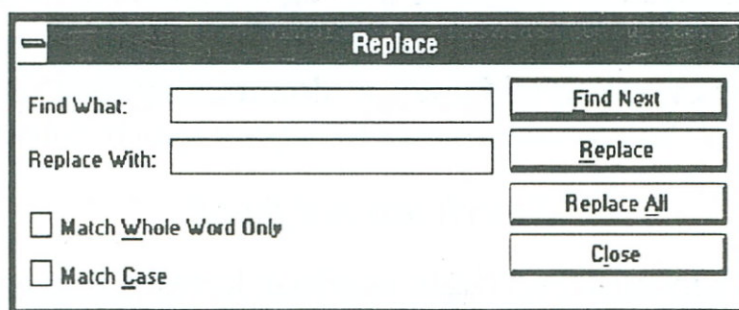 Replace
Find What:
Find Next
Replace With:
Replace
Replace All
Match Whole Word Only
Close
Match Case